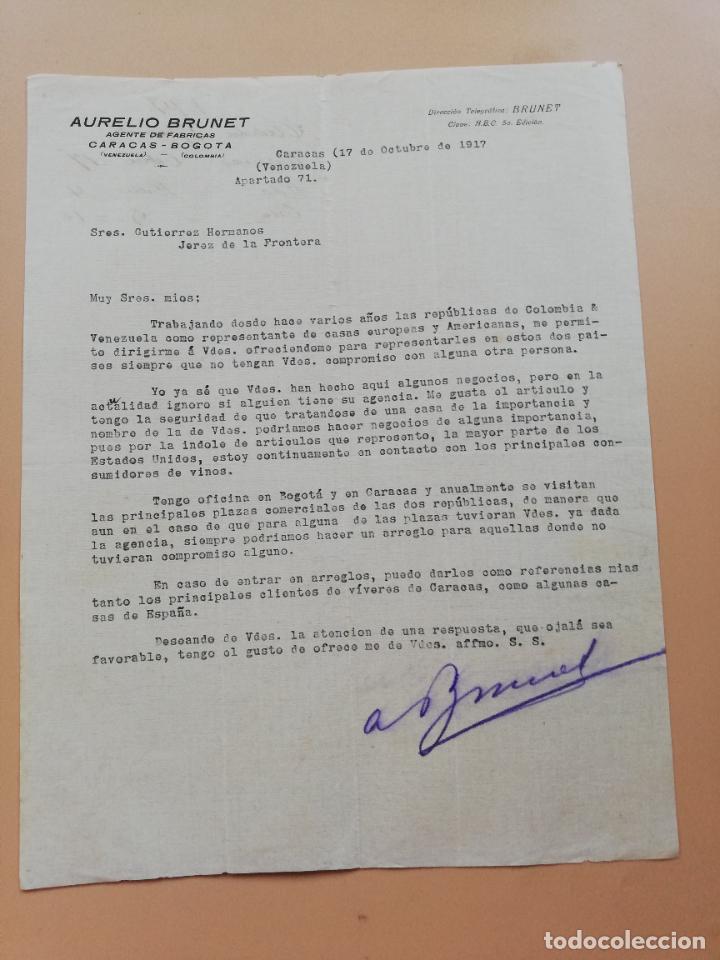 AURELIO BRUNET
AGENTE DE FABRICAS
CARACAS - BOGOTA
(VENEZUELA) — (COLOMBIA)
Dirección Telegráfica: BRUNET
Clave: A.B.C. 5a. Edición.
Caracas (17 de Octubre de 1917
(Venezuela)
Apartado 71.
Sres. Gutierrez Hermanos
Jerez de la Frontera
Muy Sres. mios;
Trabajando desde hace varios años las repúblicas de Colombia &
Venezuela como representante de casas europeas y Americanas, me permi-
to dirigirme á Vdes. ofreciendome para representarles en estos dos pai-
ses siempre que no tengan Vdes. compromiso con alguna otra persona.
Yo ya sé que Vdes. han hecho aqui algunos negocios, pero en la
actualidad ignoro si alguien tiene su agencia. Me gusta el articulo y
tengo la seguridad de que tratandose de una casa de la importancia y
nombre de la de Vdes. podriamos hacer negocios de alguna importancia,
pues por la indole de articulos que represento, la mayor parte de los
Estados Unidos, estoy continuamente en contacto con los principales con-
sumidores de vinos.
Tengo oficina en Bogotá y en Caracas y anualmente se visitan
las principales plazas comerciales de las dos repúblicas, de manera que
aun en el caso de que para alguna de las plazas tuvieran Vdes. ya dada
la agencia, siempre podriamos hacer un arreglo para aquellas donde no
tuvieran compromiso alguno.
En caso de entrar en arreglos, puedo darles como referencias mias
tanto los principales clientes de víveres de Caracas, como algunas ca-
sas de España.
Deseando de Vdes. la atencion de una respuesta, que ojalá sea
favorable, tengo el gusto de ofrece me de Vdes. affmo. S. S.
a Brunet
todocoleccion